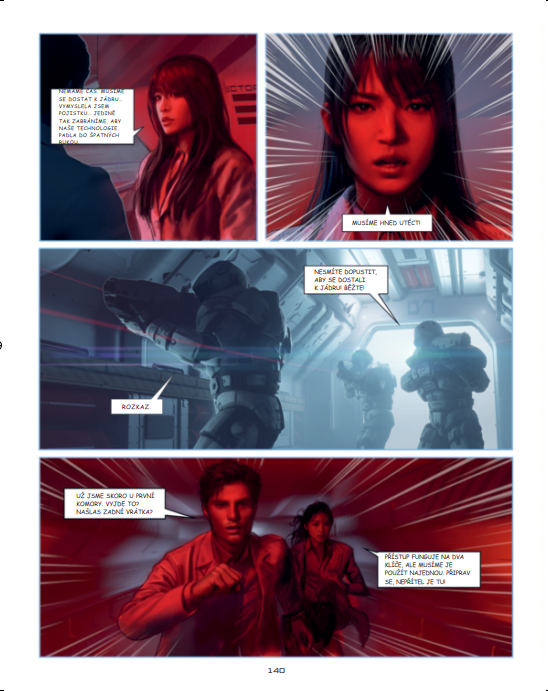 NEMÁME ČAS. MUSÍME
SE DOSTAT K JÁDRU...
VYMYSLELA JSEM
POJISTKU... JEDINĚ
TAK ZABRÁNÍME, ABY
NAŠE TECHNOLOGIE
PADLA DO ŠPATNÝCH
RUKOU.
ECTOR
MUSÍME HNED UTÉCT!
NESMÍTE DOPUSTIT,
ABY SE DOSTALI
K JÁDRU! BĚŽTE!
ROZKAZ.
UŽ JSME SKORO U PRVNÍ
KOMORY. VYJDE TO?
NAŠLAS ZADNÍ VRÁTKA?
PŘÍSTUP FUNGUJE NA DVA
KLÍČE, ALE MUSÍME JE
POUŽÍT NAJEDNOU. PŘIPRAV
SE, NEPŘÍTEL JE TU!
140